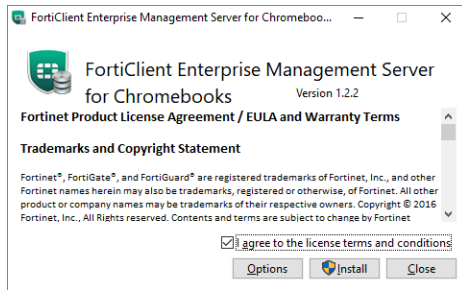 FortiClient Enterprise Management Server for Chromeboo...
FortiClient Enterprise Management Server
for Chromebooks
Version 1.2.2
Fortinet Product License Agreement / EULA and Warranty Terms
Trademarks and Copyright Statement
Fortinet®, FortiGate®, and FortiGuard® are registered trademarks of Fortinet, Inc., and other
Fortinet names herein may also be trademarks, registered or otherwise, of Fortinet. All other
product or company names may be trademarks of their respective owners. Copyright © 2016
Fortinet, Inc., All Rights reserved. Contents and terms are subject to change by Fortinet
I agree to the license terms and conditions
Options
Install
Close